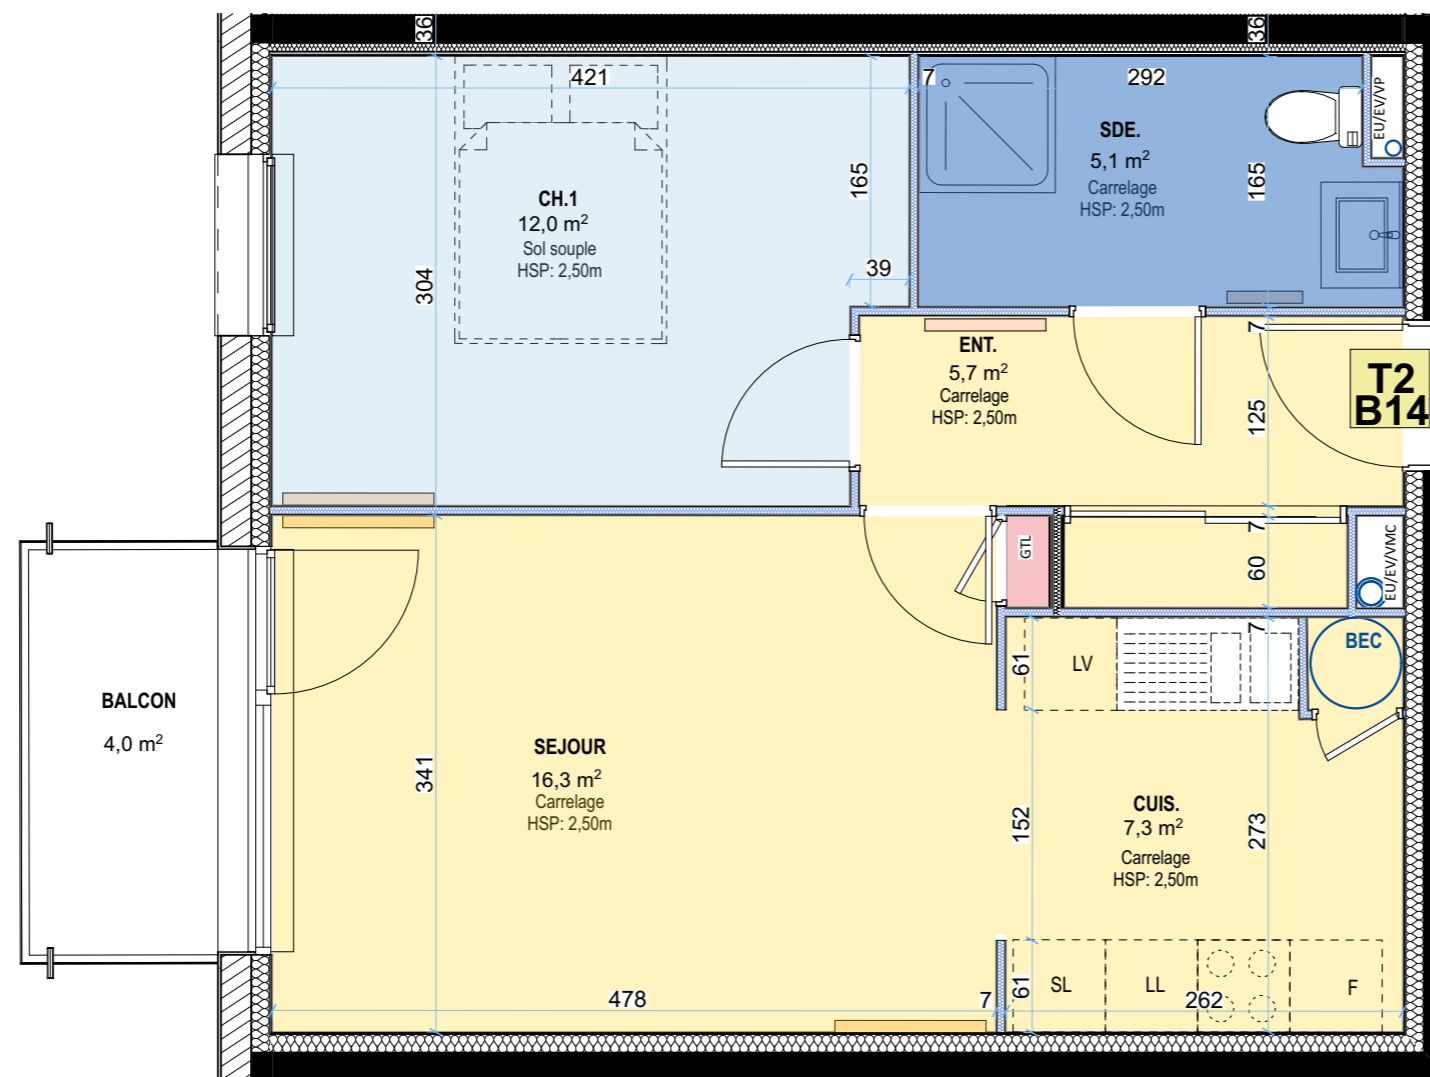 36
36
421
7
292
EU/EV/VP
SDE.
5,1 m²
Carrelage
HSP: 2,50m
165
165
CH.1
12,0 m²
Sol souple
HSP: 2,50m
39
304
7
ENT.
5,7 m²
Carrelage
HSP: 2,50m
T2
B14
125
7
GTL
60
EU/EV/VMC
7
BEC
61
LV
BALCON
4,0 m²
SEJOUR
16,3 m²
Carrelage
HSP: 2,50m
341
152
CUIS.
7,3 m²
Carrelage
HSP: 2,50m
273
61
SL
LL
F
478
7
262